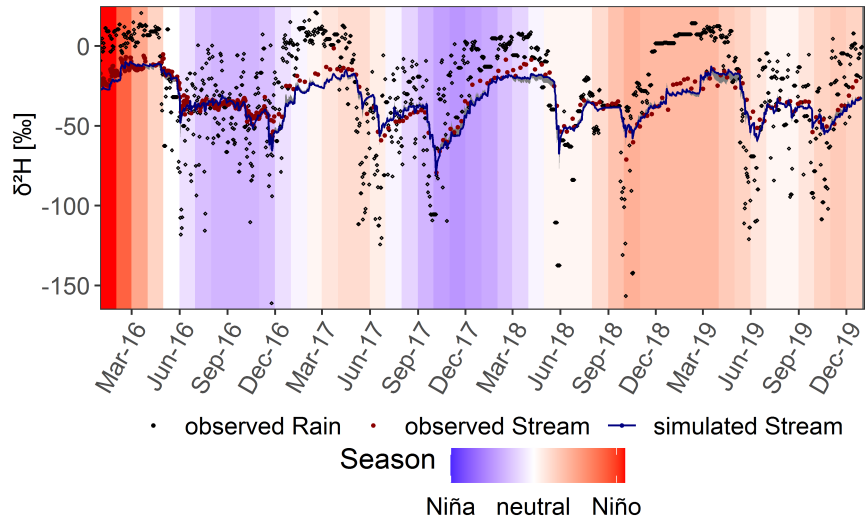 δ²H [‰]
0
-50
-100
-150
Mar-16
Jun-16
Sep-16
Dec-16
Mar-17
Jun-17
Sep-17
Dec-17
Mar-18
Jun-18
Sep-18
Dec-18
Mar-19
Jun-19
Sep-19
Dec-19
observed Rain observed Stream simulated Stream
Season
Niña neutral Niño